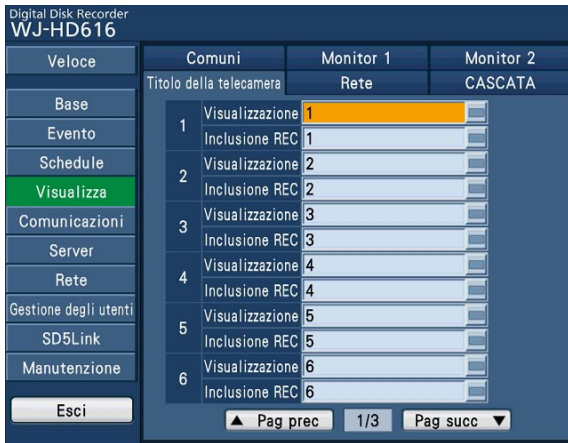 Digital Disk Recorder
WJ-HD616
Veloce
Base
Evento
Schedule
Visualizza
Comunicazioni
Server
Rete
Gestione degli utenti
SD5Link
Manutenzione
Esci
Comuni Monitor 1 Monitor 2
Titolo della telecamera Rete CASCATA
1 Visualizzazione 1
Inclusione REC 1
2 Visualizzazione 2
Inclusione REC 2
3 Visualizzazione 3
Inclusione REC 3
4 Visualizzazione 4
Inclusione REC 4
5 Visualizzazione 5
Inclusione REC 5
6 Visualizzazione 6
Inclusione REC 6
▲ Pag prec 1/3 Pag succ ▼